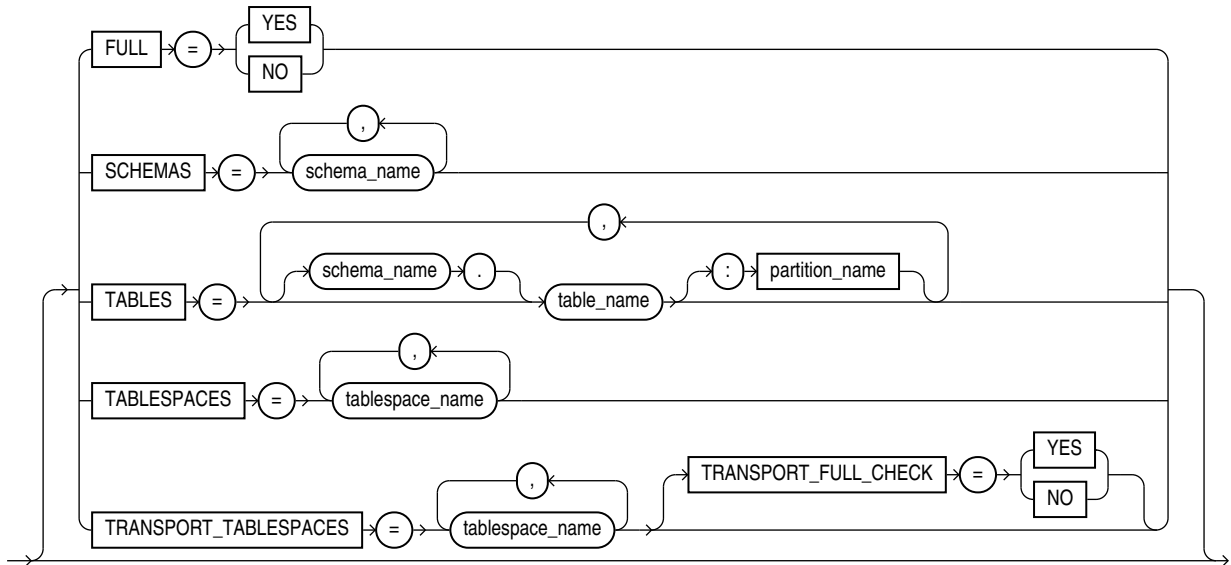 YES
FULL =
NO
,
SCHEMAS = schema_name
,
schema_name . : partition_name
TABLES = table_name
,
TABLESPACES = tablespace_name
YES
, TRANSPORT_FULL_CHECK =
NO
TRANSPORT_TABLESPACES = tablespace_name